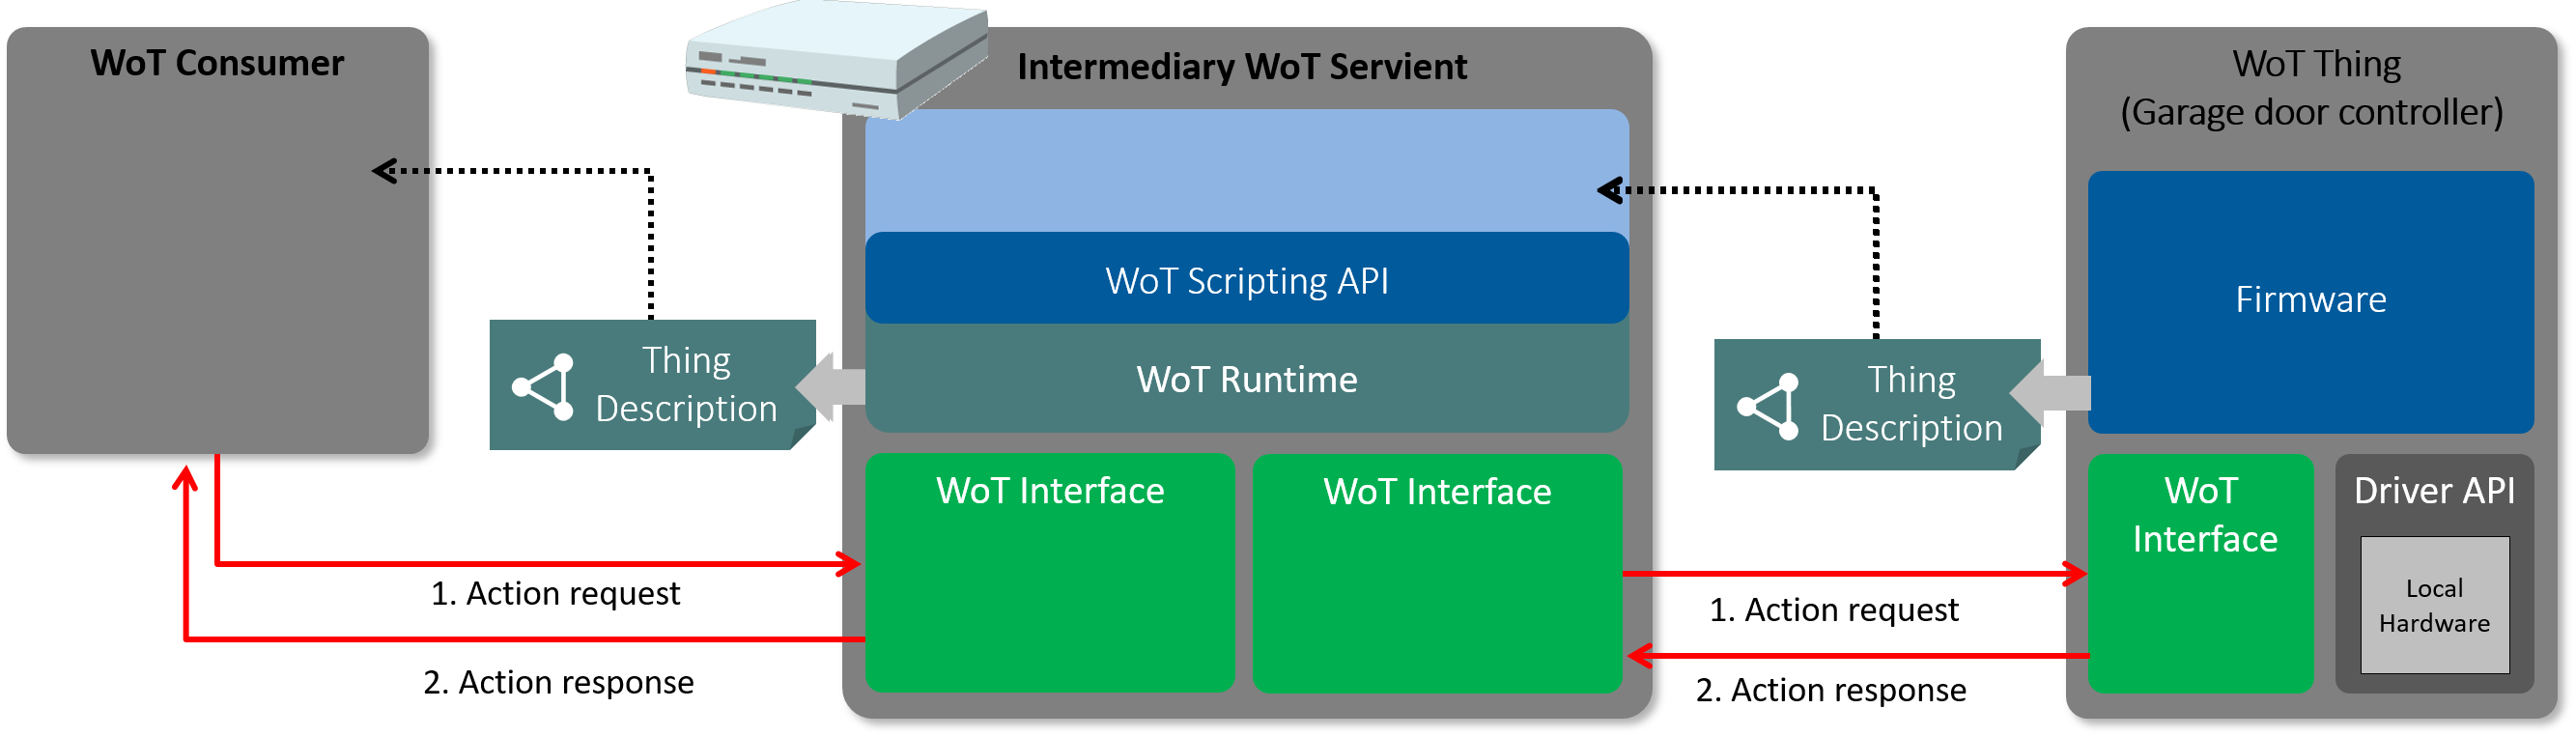 WoT Consumer
Intermediary WoT Servient
WoT Thing
(Garage door controller)
WoT Scripting API
Firmware
Thing
Description
WoT Runtime
Thing
Description
WoT Interface
WoT Interface
WoT
Interface
Driver API
Local
Hardware
1. Action request
2. Action response
1. Action request
2. Action response